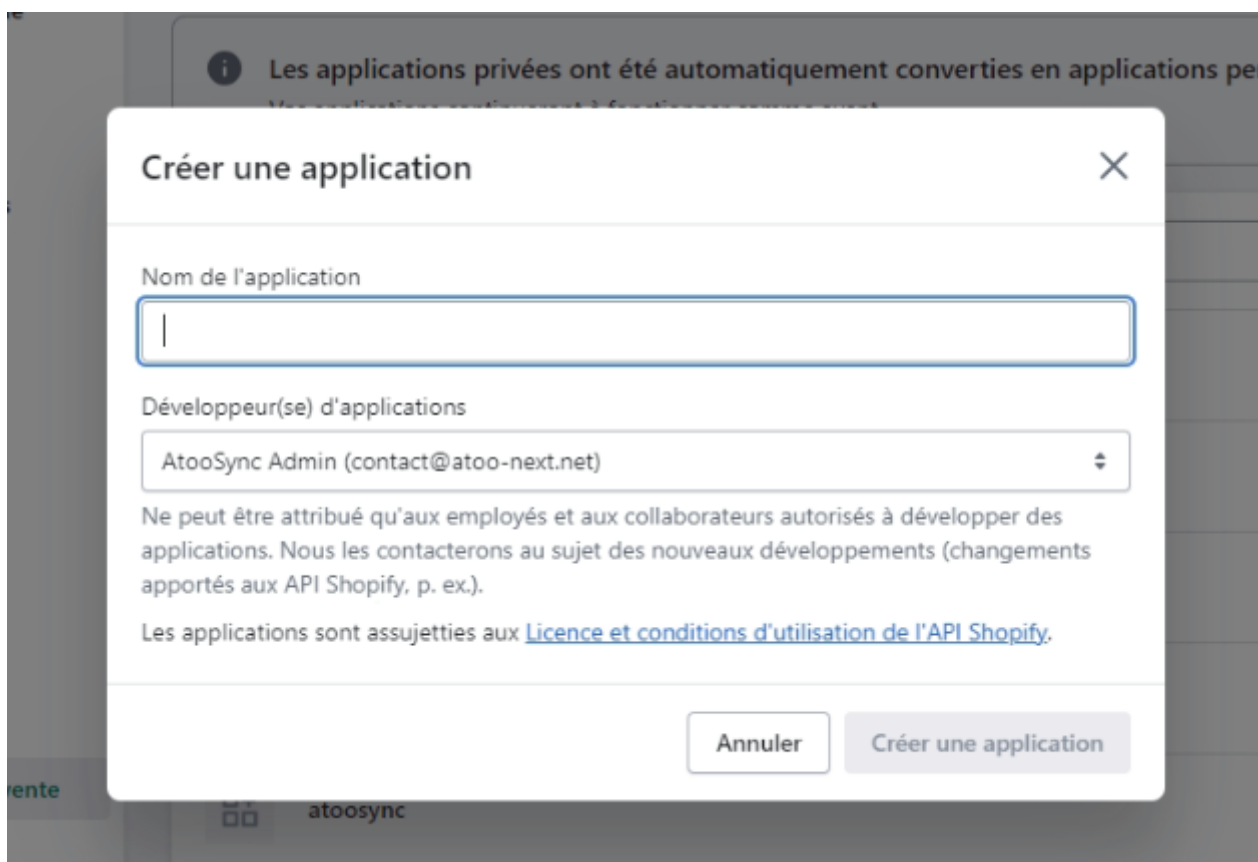 Les applications privées ont été automatiquement converties en applications
Créer une application
Nom de l'application
Développeur(se) d'applications
AtooSync Admin (contact@atoo-next.net)
Ne peut être attribué qu'aux employés et aux collaborateurs autorisés à développer des
applications. Nous les contacterons au sujet des nouveaux développements (changements
apportés aux API Shopify, p. ex.).
Les applications sont assujetties aux Licence et conditions d'utilisation de l'API Shopify.
Annuler
Créer une application
atoosync